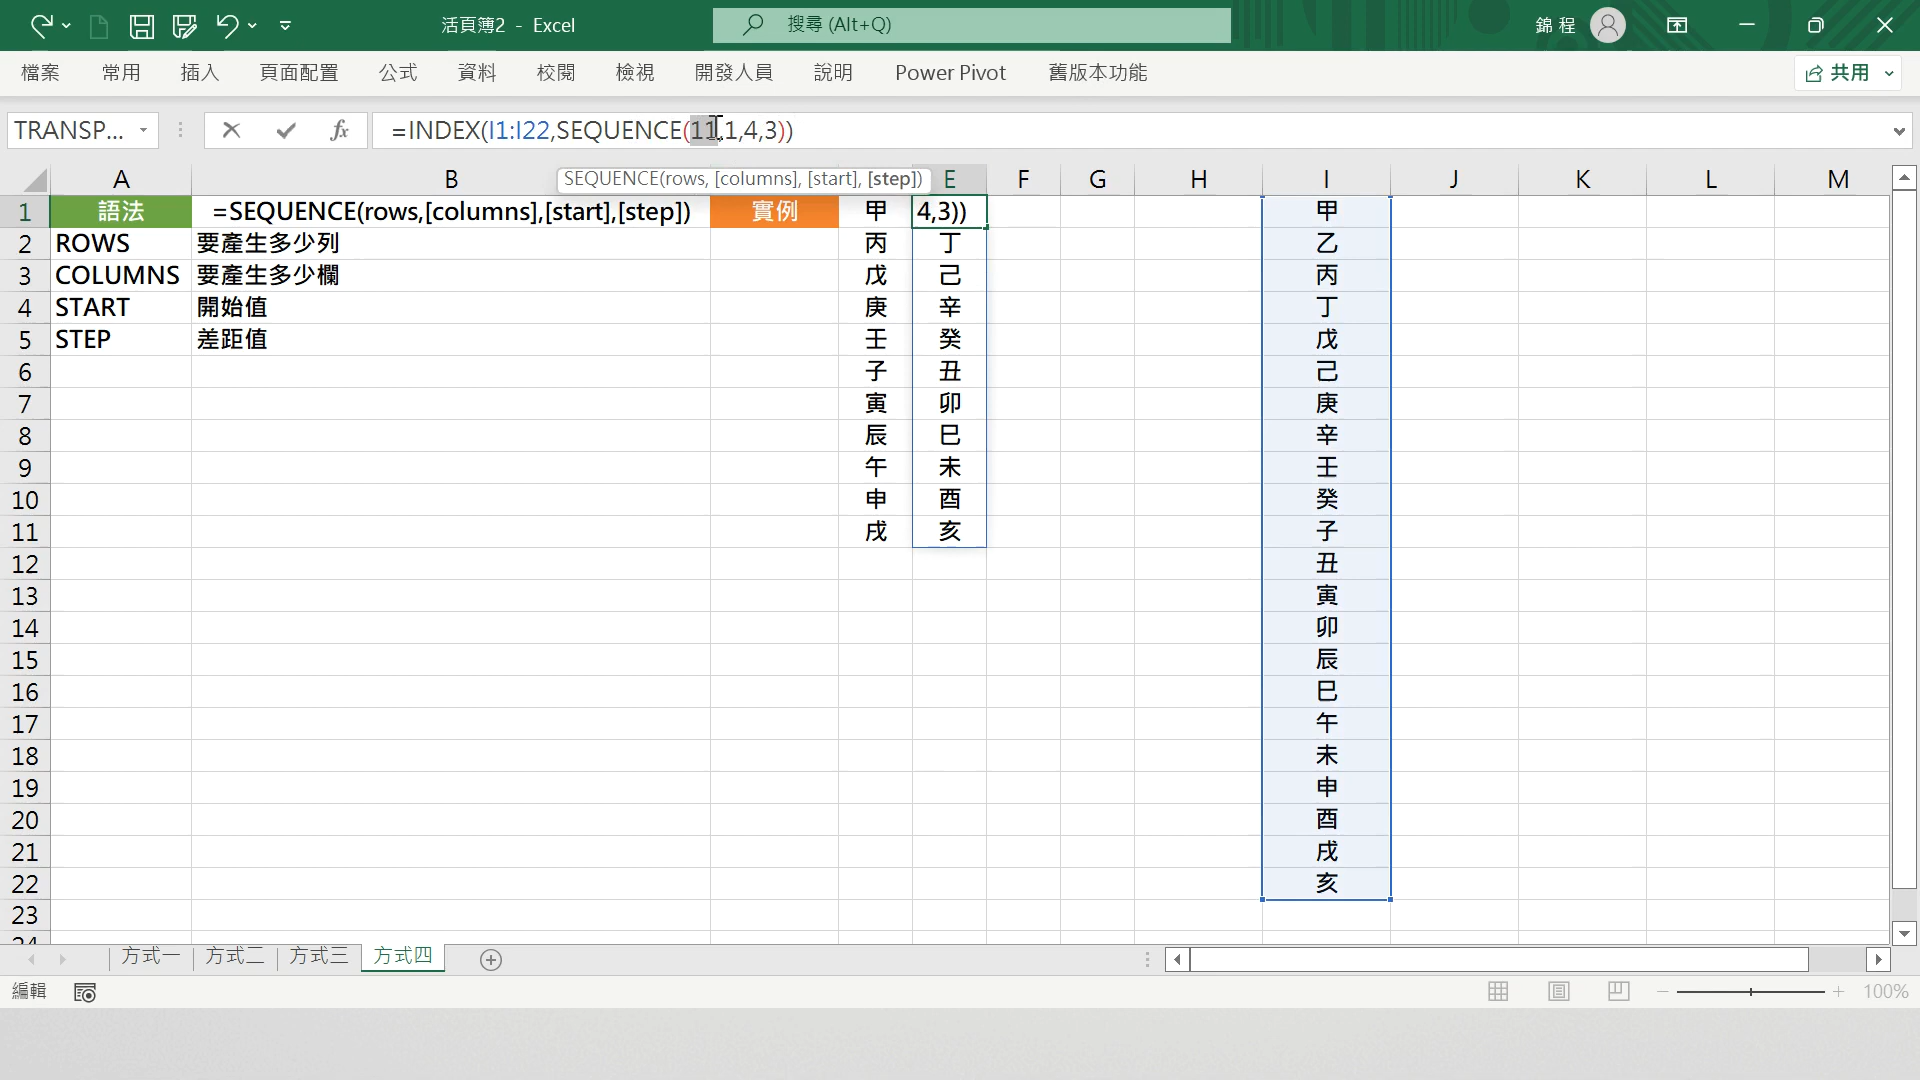 活頁簿2 - Excel
搜尋 (Alt+Q)
錦 程
檔案 常用 插入 頁面配置 公式 資料 校閱 檢視 開發人員 說明 Power Pivot 舊版本功能
共用
TRANSP... fx =INDEX(I1:I22,SEQUENCE(11,1,4,3))
SEQUENCE(rows, [columns], [start], [step])
A B E F G H I J K L M
1 語法 =SEQUENCE(rows,[columns],[start],[step]) 實例 甲 4,3)) 甲
2 ROWS 要產生多少列 丙 丁 乙
3 COLUMNS 要產生多少欄 戊 己 丙
4 START 開始值 庚 辛 丁
5 STEP 差距值 壬 癸 戊
6 子 丑 己
7 寅 卯 庚
8 辰 巳 辛
9 午 未 壬
10 申 酉 癸
11 戌 亥 子
12 丑
13 寅
14 卯
15 辰
16 巳
17 午
18 未
19 申
20 酉
21 戌
22 亥
23
24
方式一 方式二 方式三 方式四
編輯
100%